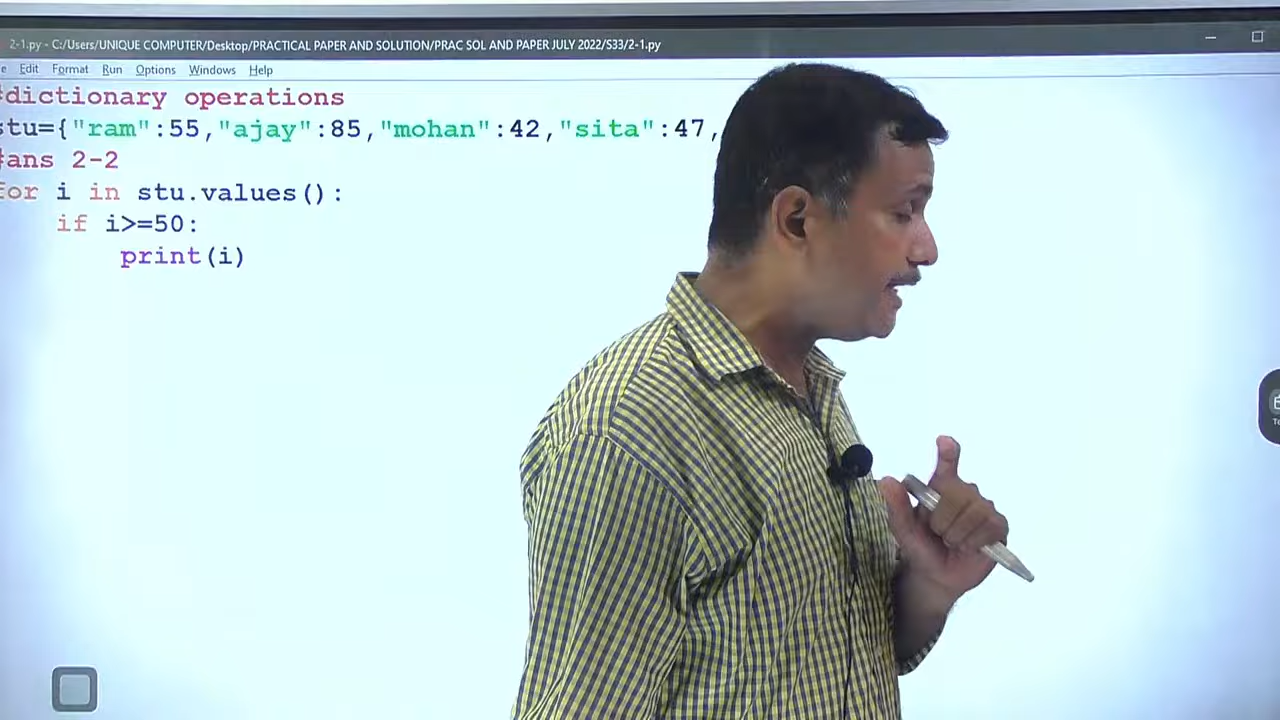 2-1.py - C:/Users/UNIQUE COMPUTER/Desktop/PRACTICAL PAPER AND SOLUTION/PRAC SOL AND PAPER JULY 2022/S33/2-1.py
Edit Format Run Options Windows Help
#dictionary operations
stu={"ram":55,"ajay":85,"mohan":42,"sita":47,
#ans 2-2
for i in stu.values():
if i>=50:
print(i)